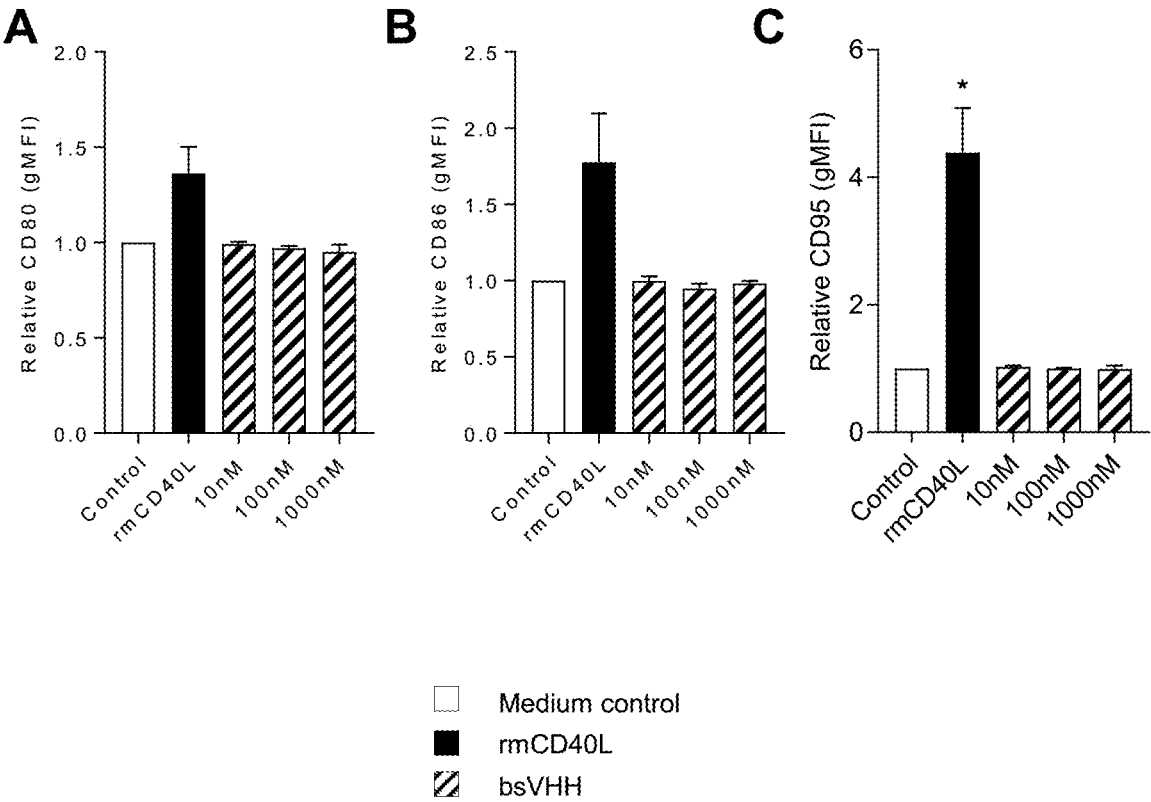 A
Relative CD80 (gMFI)
2.0
1.5
1.0
0.5
0.0
Control
rmCD40L
10nM
100nM
1000nM
B
Relative CD86 (gMFI)
2.5
2.0
1.5
1.0
0.5
0.0
Control
rmCD40L
10nM
100nM
1000nM
C
Relative CD95 (gMFI)
6
4
2
0
*
Control
rmCD40L
10nM
100nM
1000nM
Medium control
rmCD40L
bsVHH